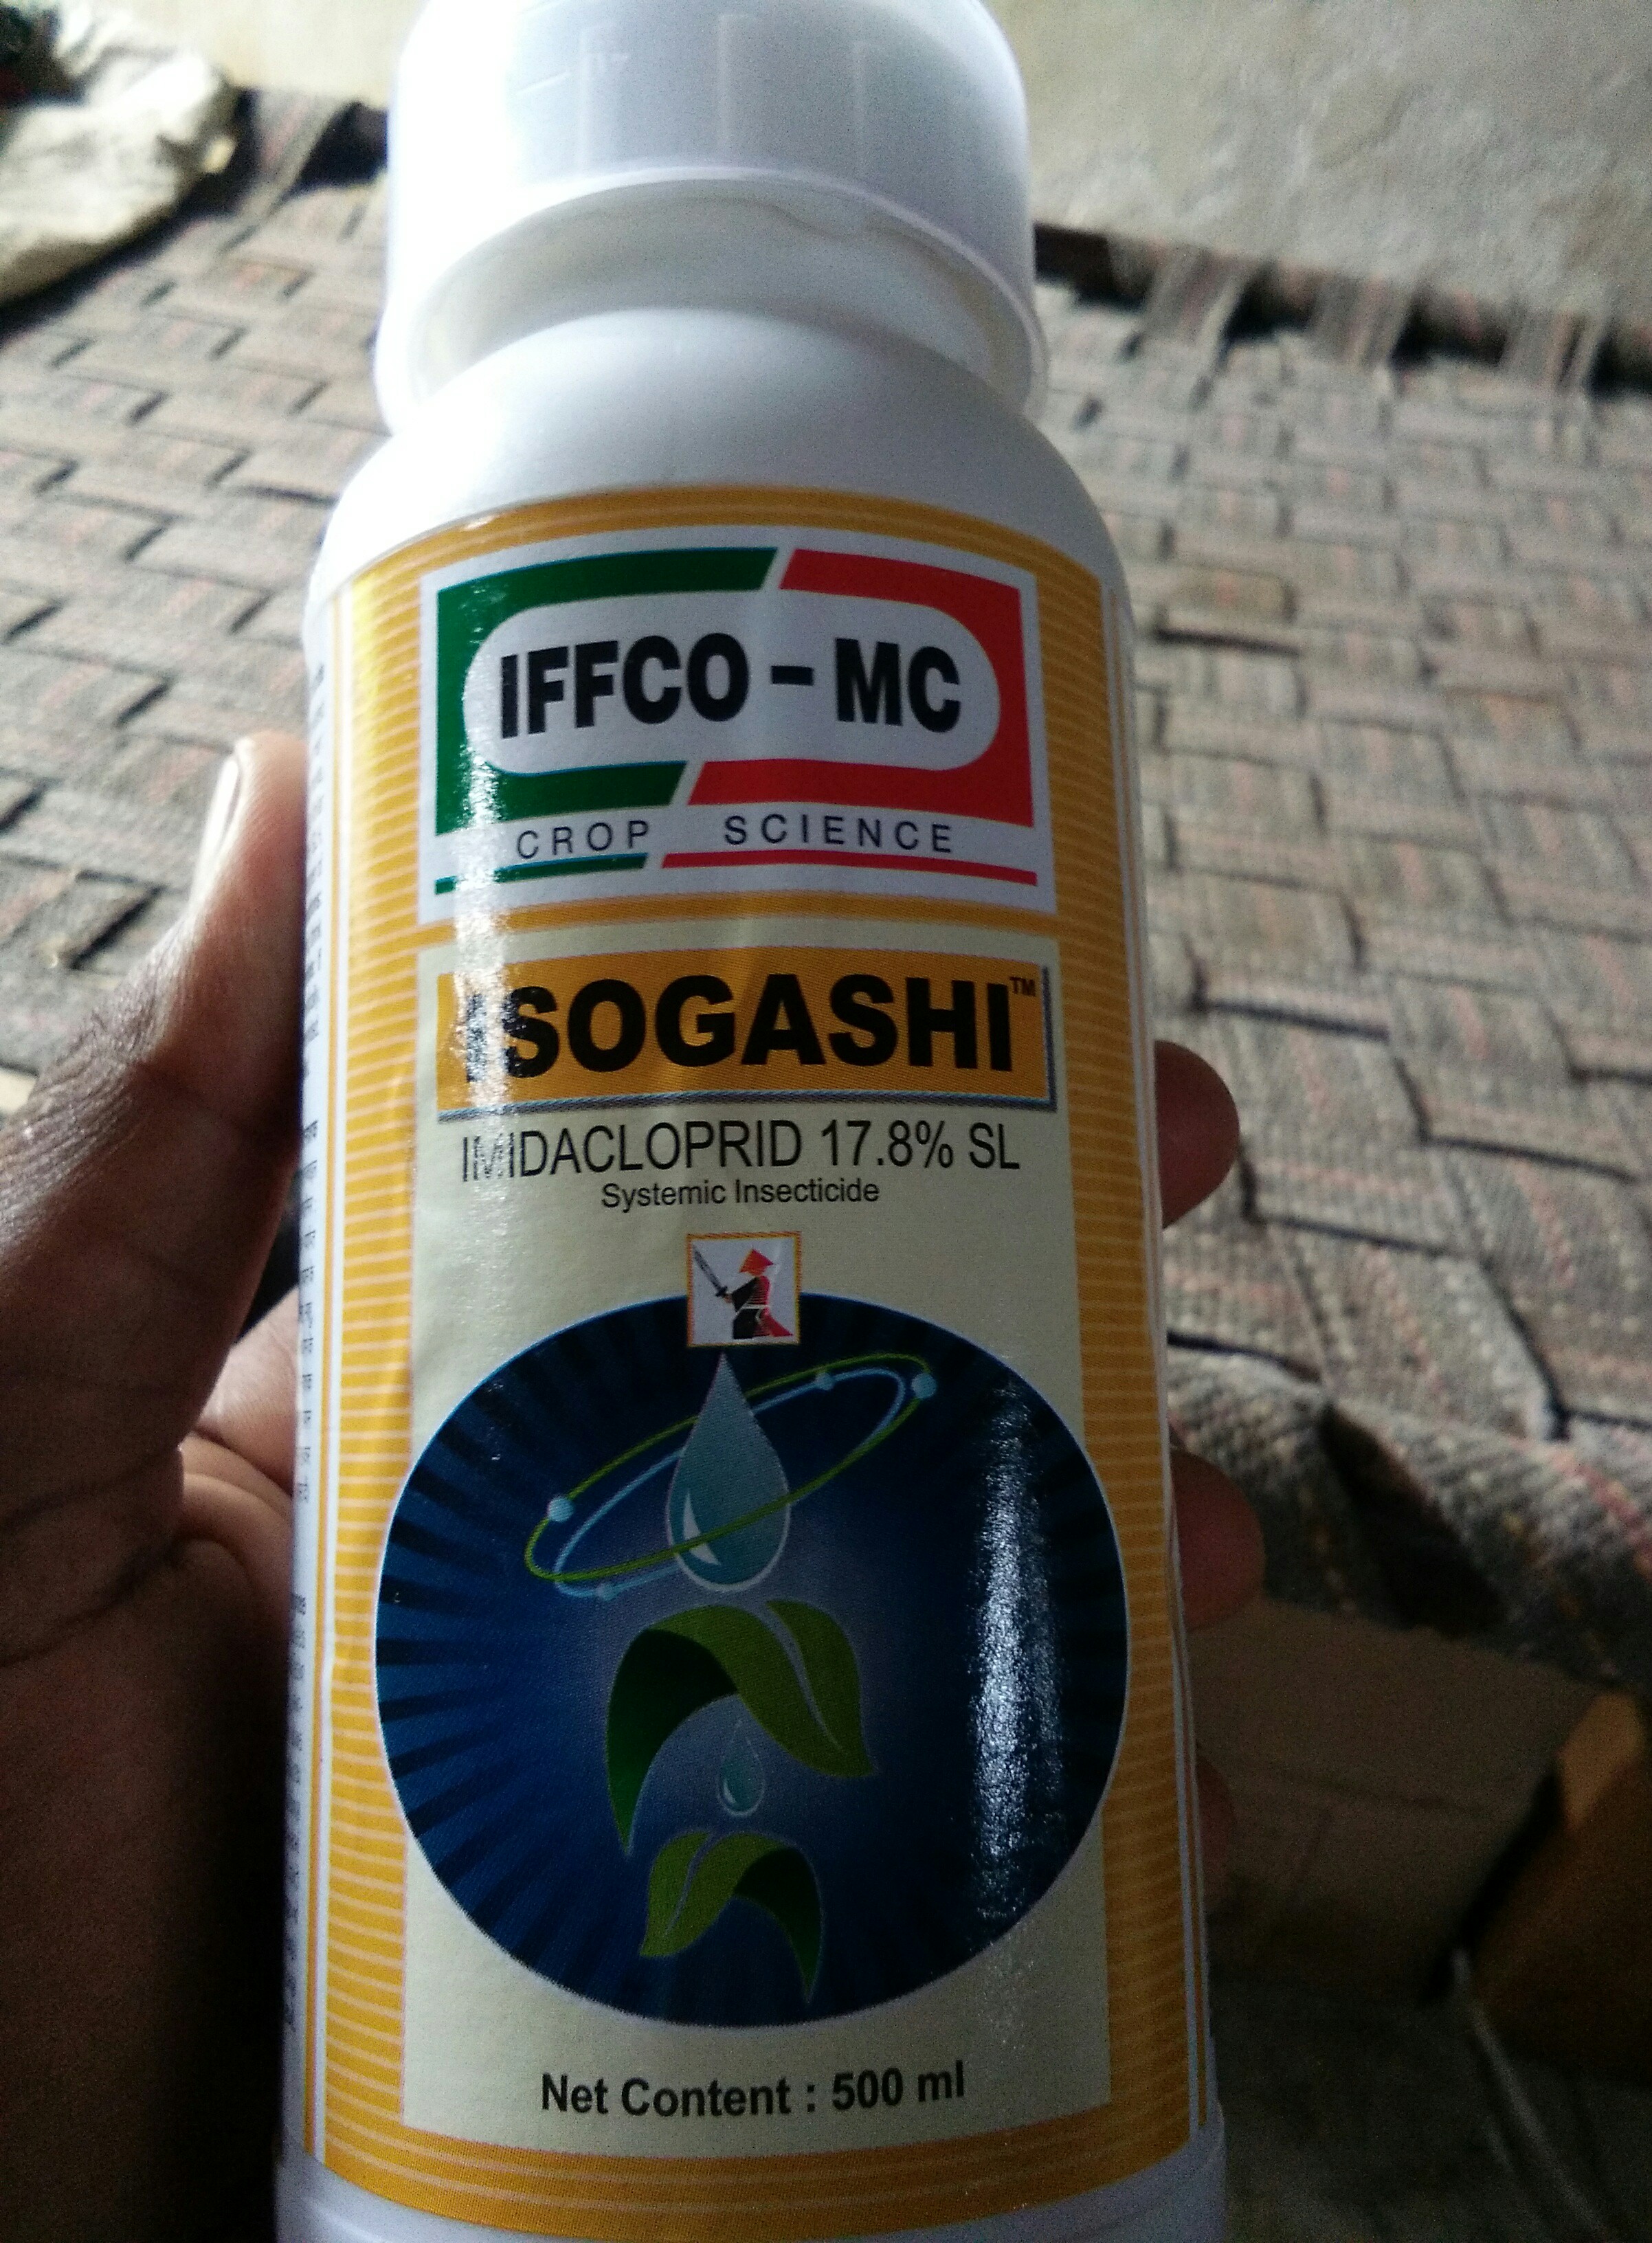 IFFCO - MC
CROP SCIENCE
ISOGASHI™
IMIDACLOPRID 17.8% SL
Systemic Insecticide
Net Content : 500 ml